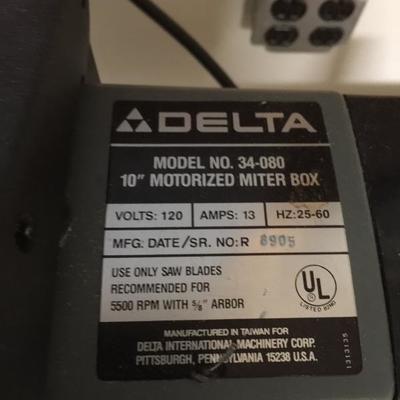 DELTA
MODEL NO. 34-080
10" MOTORIZED MITER BOX
VOLTS: 120 AMPS: 13 HZ:25-60
MFG. DATE/SR. NO: R 8905
USE ONLY SAW BLADES
RECOMMENDED FOR
5500 RPM WITH ⅝" ARBOR
UL
LISTED
MANUFACTURED IN TAIWAN FOR
DELTA INTERNATIONAL MACHINERY CORP.
PITTSBURGH, PENNSYLVANIA 15238 U.S.A.
1313135